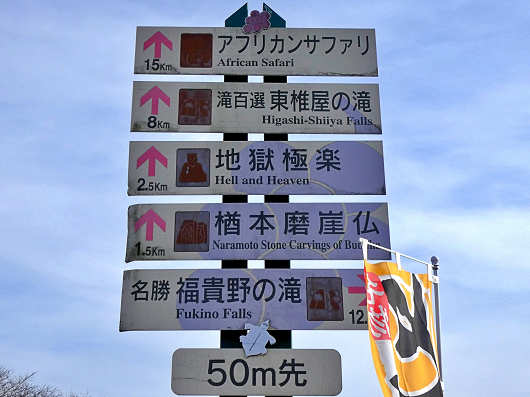 アフリカンサファリ
African Safari
15Km
滝百選 東椎屋の滝
Higashi-Shiiya Falls
8Km
地獄極楽
Hell and Heaven
2.5Km
楢本磨崖仏
Naramoto Stone Carvings of
1.5Km
名勝 福貴野の滝
Fukino Falls
12.
50m先